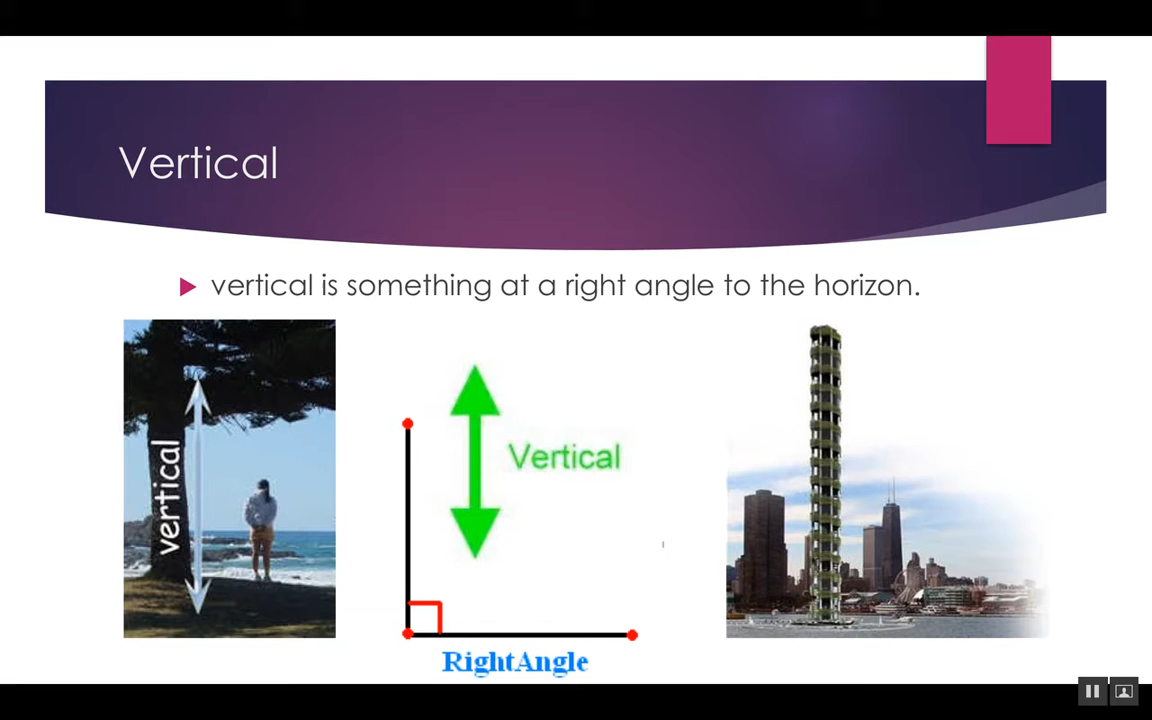 Vertical
vertical is something at a right angle to the horizon.
vertical
Vertical
RightAngle